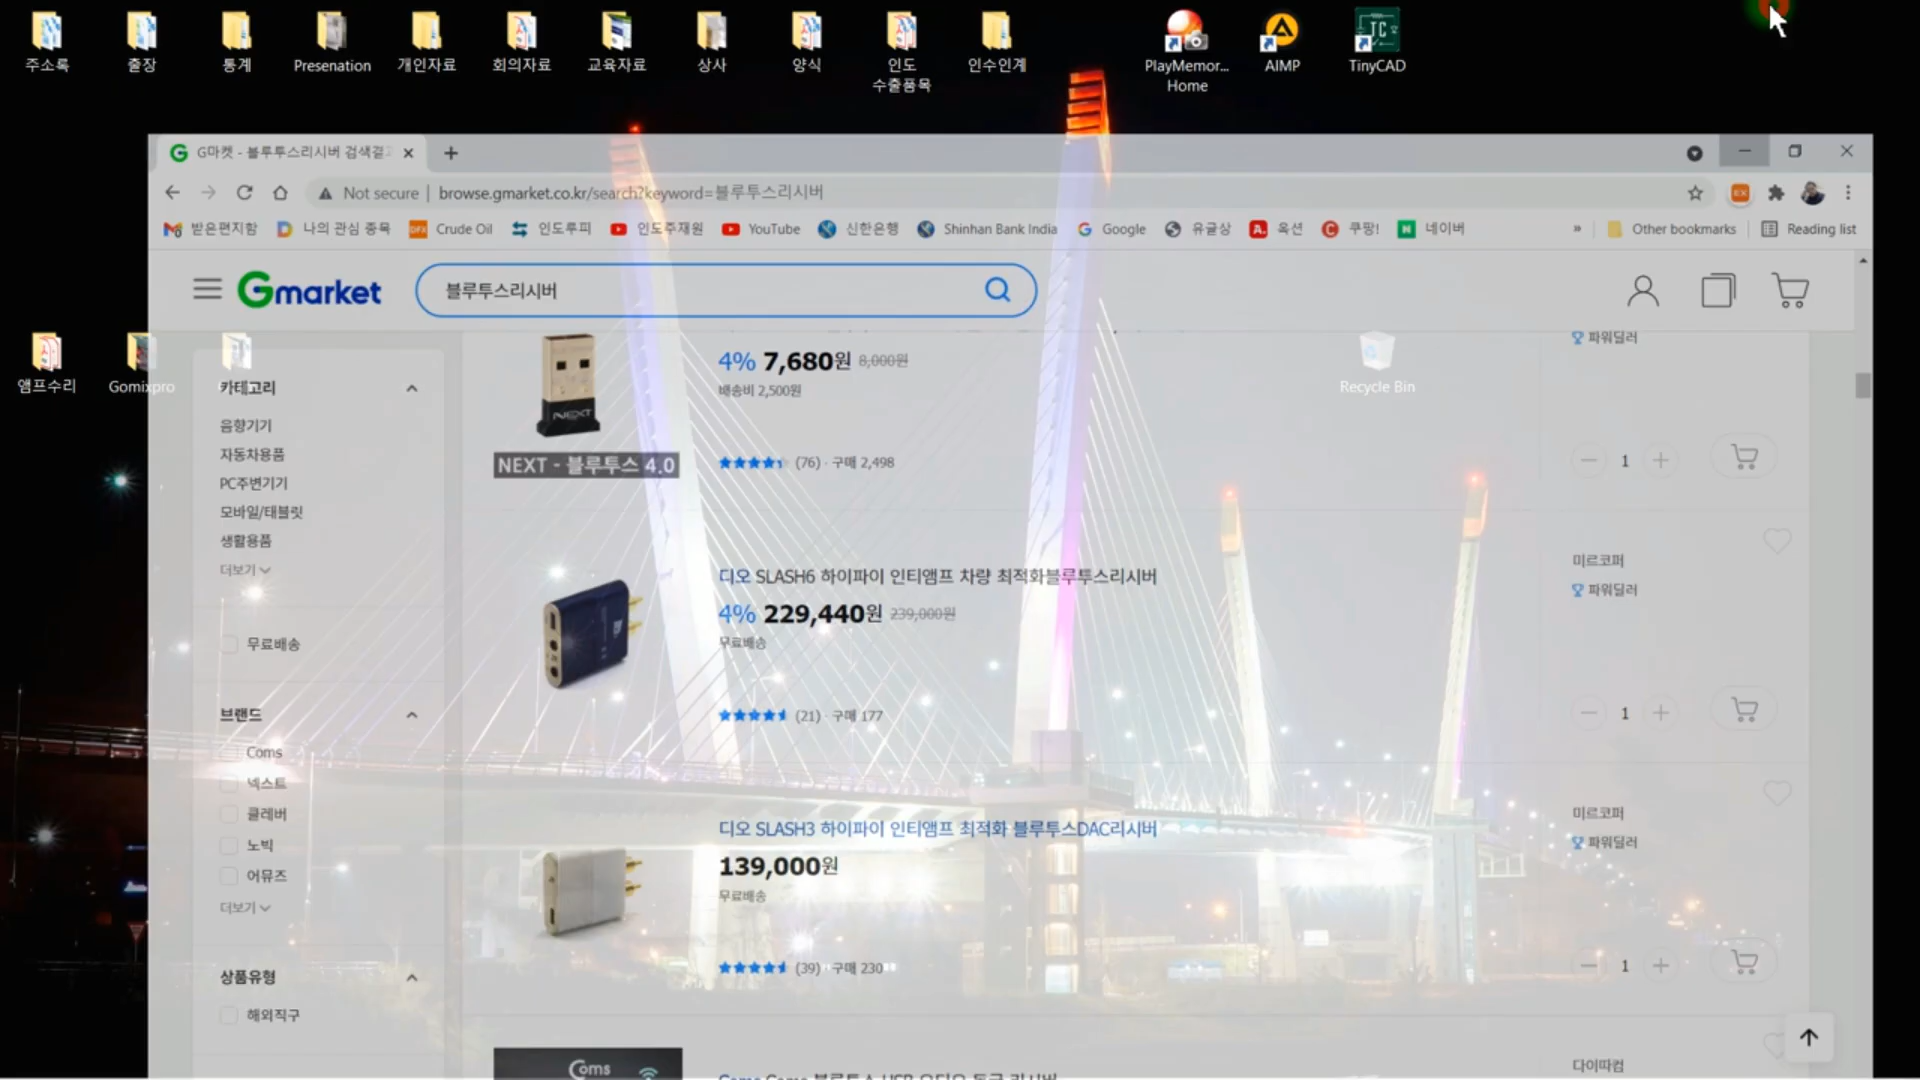 주소록
출장
통계
Presenation
개인자료
회의자료
교육자료
상사
양식
인도
수출품목
인수인계
PlayMemor...
Home
AIMP
TinyCAD
G마켓 - 블루투스리시버 검색결
Not secure
browse.gmarket.co.kr/search?keyword=블루투스리시버
받은편지함
나의 관심 종목
Crude Oil
인도루피
인도주재원
YouTube
신한은행
Shinhan Bank India
Google
유글상
옥션
쿠팡!
네이버
Other bookmarks
Reading list
Gmarket
블루투스리시버
앰프수리
Gomixpro
Recycle Bin
카테고리
음향기기
자동차용품
PC주변기기
모바일/태블릿
생활용품
더보기
무료배송
브랜드
Coms
넥스트
클레버
노빅
어뮤즈
더보기
상품유형
해외직구
NEXT
NEXT - 블루투스 4.0
4% 7,680원 8,000원
배송비 2,500원
(76) · 구매 2,498
파워딜러
1
디오 SLASH6 하이파이 인티앰프 차량 최적화블루투스리시버
4% 229,440원 239,000원
무료배송
(21) · 구매 177
미르코퍼
파워딜러
1
디오 SLASH3 하이파이 인티앰프 최적화 블루투스DAC리시버
139,000원
무료배송
(39) · 구매 230
미르코퍼
파워딜러
1
Coms
다이따컴